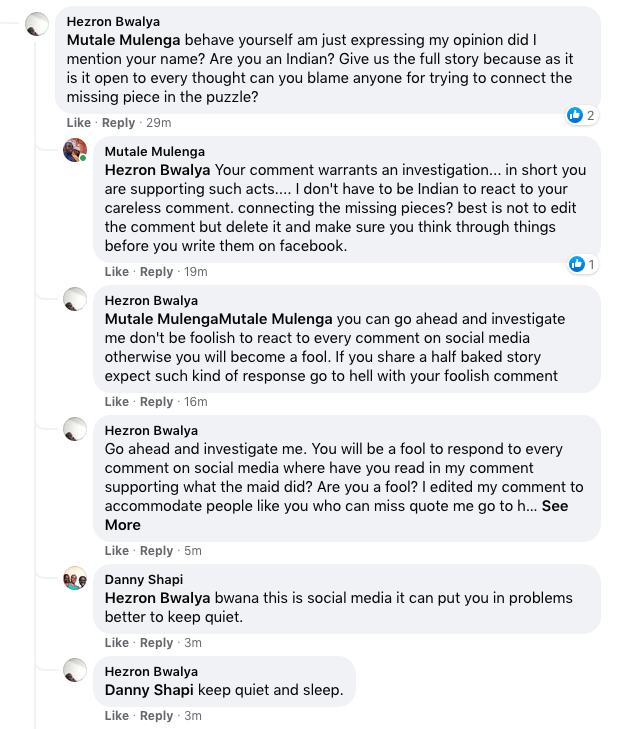 Hezron Bwalya
Mutale Mulenga behave yourself am just expressing my opinion did I
mention your name? Are you an Indian? Give us the full story because as it
is it open to every thought can you blame anyone for trying to connect the
missing piece in the puzzle?
2
Like · Reply · 29m
Mutale Mulenga
Hezron Bwalya Your comment warrants an investigation... in short you
are supporting such acts.... I don't have to be Indian to react to your
careless comment. connecting the missing pieces? best is not to edit
the comment but delete it and make sure you think through things
before you write them on facebook.
1
Like · Reply · 19m
Hezron Bwalya
Mutale MulengaMutale Mulenga you can go ahead and investigate
me don't be foolish to react to every comment on social media
otherwise you will become a fool. If you share a half baked story
expect such kind of response go to hell with your foolish comment
Like · Reply · 16m
Hezron Bwalya
Go ahead and investigate me. You will be a fool to respond to every
comment on social media where have you read in my comment
supporting what the maid did? Are you a fool? I edited my comment to
accommodate people like you who can miss quote me go to h... See
More
Like · Reply · 5m
Danny Shapi
Hezron Bwalya bwana this is social media it can put you in problems
better to keep quiet.
Like · Reply · 3m
Hezron Bwalya
Danny Shapi keep quiet and sleep.
Like · Reply · 3m